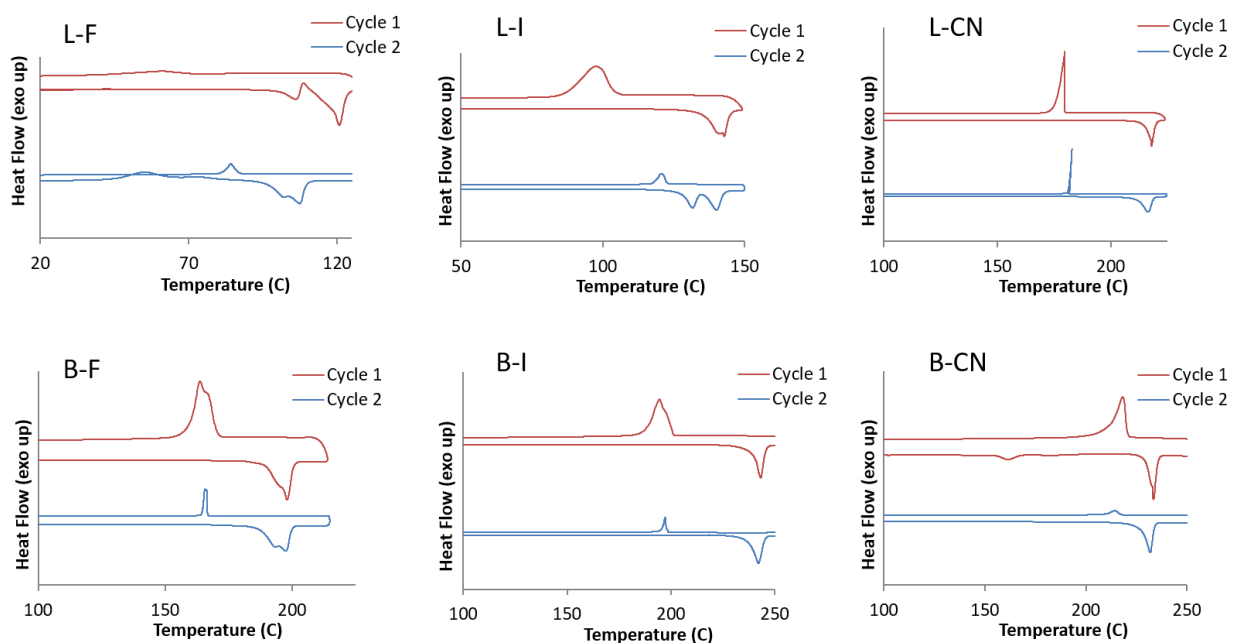 L-F
Cycle 1
Cycle 2
Heat Flow (exo up)
20 70 120
Temperature (C)
L-I
Cycle 1
Cycle 2
Heat Flow (exo up)
50 100 150
Temperature (C)
L-CN
Cycle 1
Cycle 2
Heat Flow (exo up)
100 150 200
Temperature (C)
B-F
Cycle 1
Cycle 2
Heat Flow (exo up)
100 150 200
Temperature (C)
B-I
Cycle 1
Cycle 2
Heat Flow (exo up)
100 150 200 250
Temperature (C)
B-CN
Cycle 1
Cycle 2
Heat Flow (exo up)
100 150 200 250
Temperature (C)